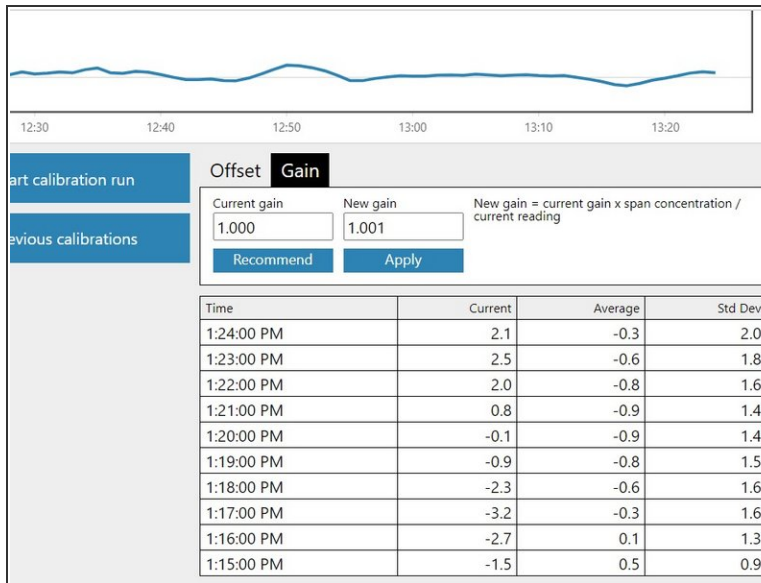 12:30 12:40 12:50 13:00 13:10 13:20
art calibration run
evious calibrations
Offset Gain
Current gain New gain New gain = current gain x span concentration /
current reading
1.000 1.001
Recommend Apply
Time Current Average Std Dev
1:24:00 PM 2.1 -0.3 2.0
1:23:00 PM 2.5 -0.6 1.8
1:22:00 PM 2.0 -0.8 1.6
1:21:00 PM 0.8 -0.9 1.4
1:20:00 PM -0.1 -0.9 1.4
1:19:00 PM -0.9 -0.8 1.5
1:18:00 PM -2.3 -0.6 1.6
1:17:00 PM -3.2 -0.3 1.6
1:16:00 PM -2.7 0.1 1.3
1:15:00 PM -1.5 0.5 0.9